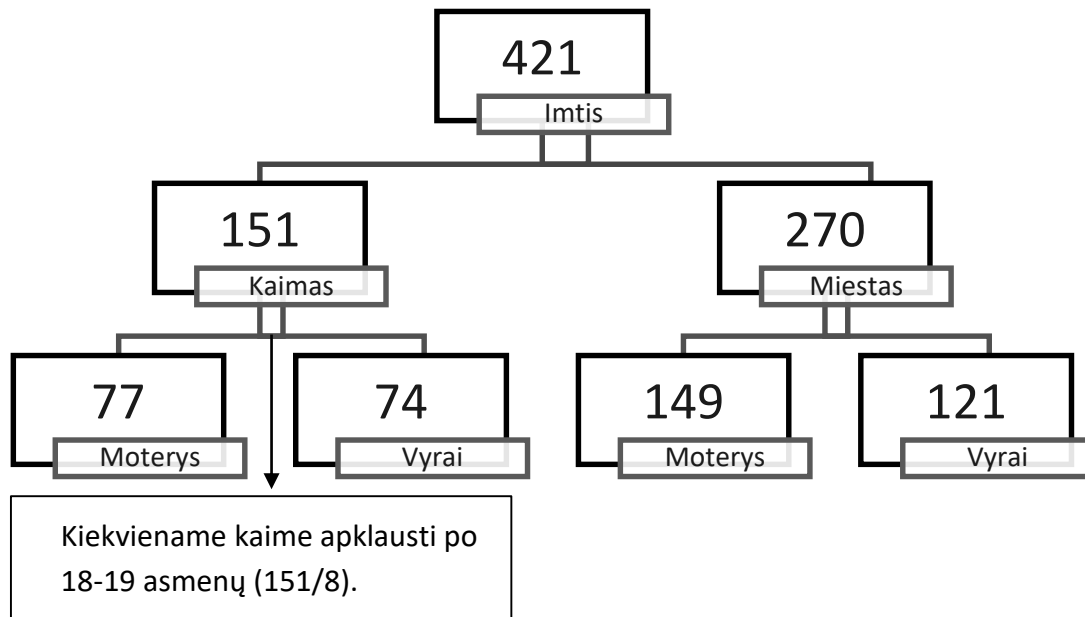 421
Imtis
151
Kaimas
270
Miestas
77
Moterys
74
Vyrai
149
Moterys
121
Vyrai
Kiekviename kaime apklausti po
18-19 asmenų (151/8).